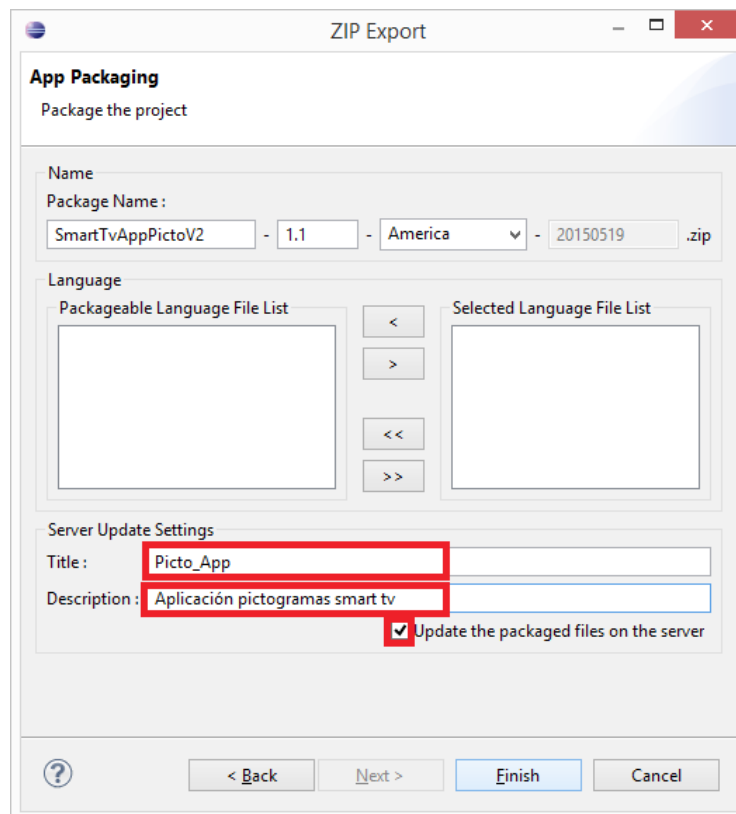 ZIP Export
App Packaging
Package the project
Name
Package Name :
SmartTvAppPictoV2 - 1.1 - America - 20150519 .zip
Language
Packageable Language File List Selected Language File List
<
>
<<
>>
Server Update Settings
Title : Picto_App
Description : Aplicación pictogramas smart tv
Update the packaged files on the server
? < Back Next > Finish Cancel